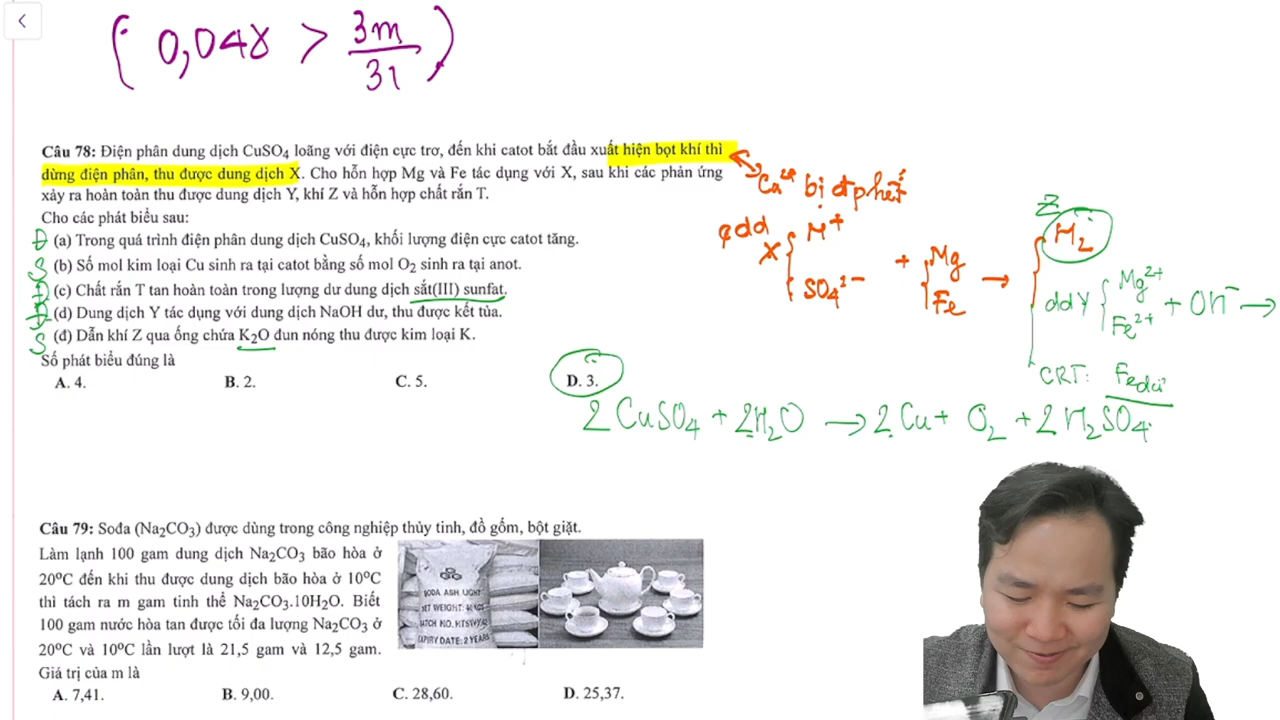 ( 0,048 > 3m/31 )
Câu 78: Điện phân dung dịch CuSO₄ loãng với điện cực trơ, đến khi catot bắt đầu xuất hiện bọt khí thì
dừng điện phân, thu được dung dịch X. Cho hỗn hợp Mg và Fe tác dụng với X, sau khi các phản ứng
xảy ra hoàn toàn thu được dung dịch Y, khí Z và hỗn hợp chất rắn T.
Cho các phát biểu sau:
Đ (a) Trong quá trình điện phân dung dịch CuSO₄, khối lượng điện cực catot tăng.
S (b) Số mol kim loại Cu sinh ra tại catot bằng số mol O₂ sinh ra tại anot.
Đ (c) Chất rắn T tan hoàn toàn trong lượng dư dung dịch sắt(III) sunfat.
Đ (d) Dung dịch Y tác dụng với dung dịch NaOH dư, thu được kết tủa.
S (đ) Dẫn khí Z qua ống chứa K₂O đun nóng thu được kim loại K.
Số phát biểu đúng là
A. 4. B. 2. C. 5. D. 3.
Cu²⁺ bị đp hết
dd X
H⁺
SO₄²⁻
+ Mg
Fe
→
Z
H₂
dd Y Mg²⁺
Fe²⁺
+ OH⁻ →
CRT: Fe dư
2CuSO₄ + 2H₂O → 2Cu + O₂ + 2H₂SO₄
Câu 79: Sođa (Na₂CO₃) được dùng trong công nghiệp thủy tinh, đồ gốm, bột giặt.
Làm lạnh 100 gam dung dịch Na₂CO₃ bão hòa ở
20⁰C đến khi thu được dung dịch bão hòa ở 10⁰C
thì tách ra m gam tinh thể Na₂CO₃.10H₂O. Biết
100 gam nước hòa tan được tối đa lượng Na₂CO₃ ở
20⁰C và 10⁰C lần lượt là 21,5 gam và 12,5 gam.
Giá trị của m là
A. 7,41. B. 9,00. C. 28,60. D. 25,37.
SODA ASH LIGHT
NET WEIGHT: 40 KGS
EXPIRY DATE: 2 YEARS